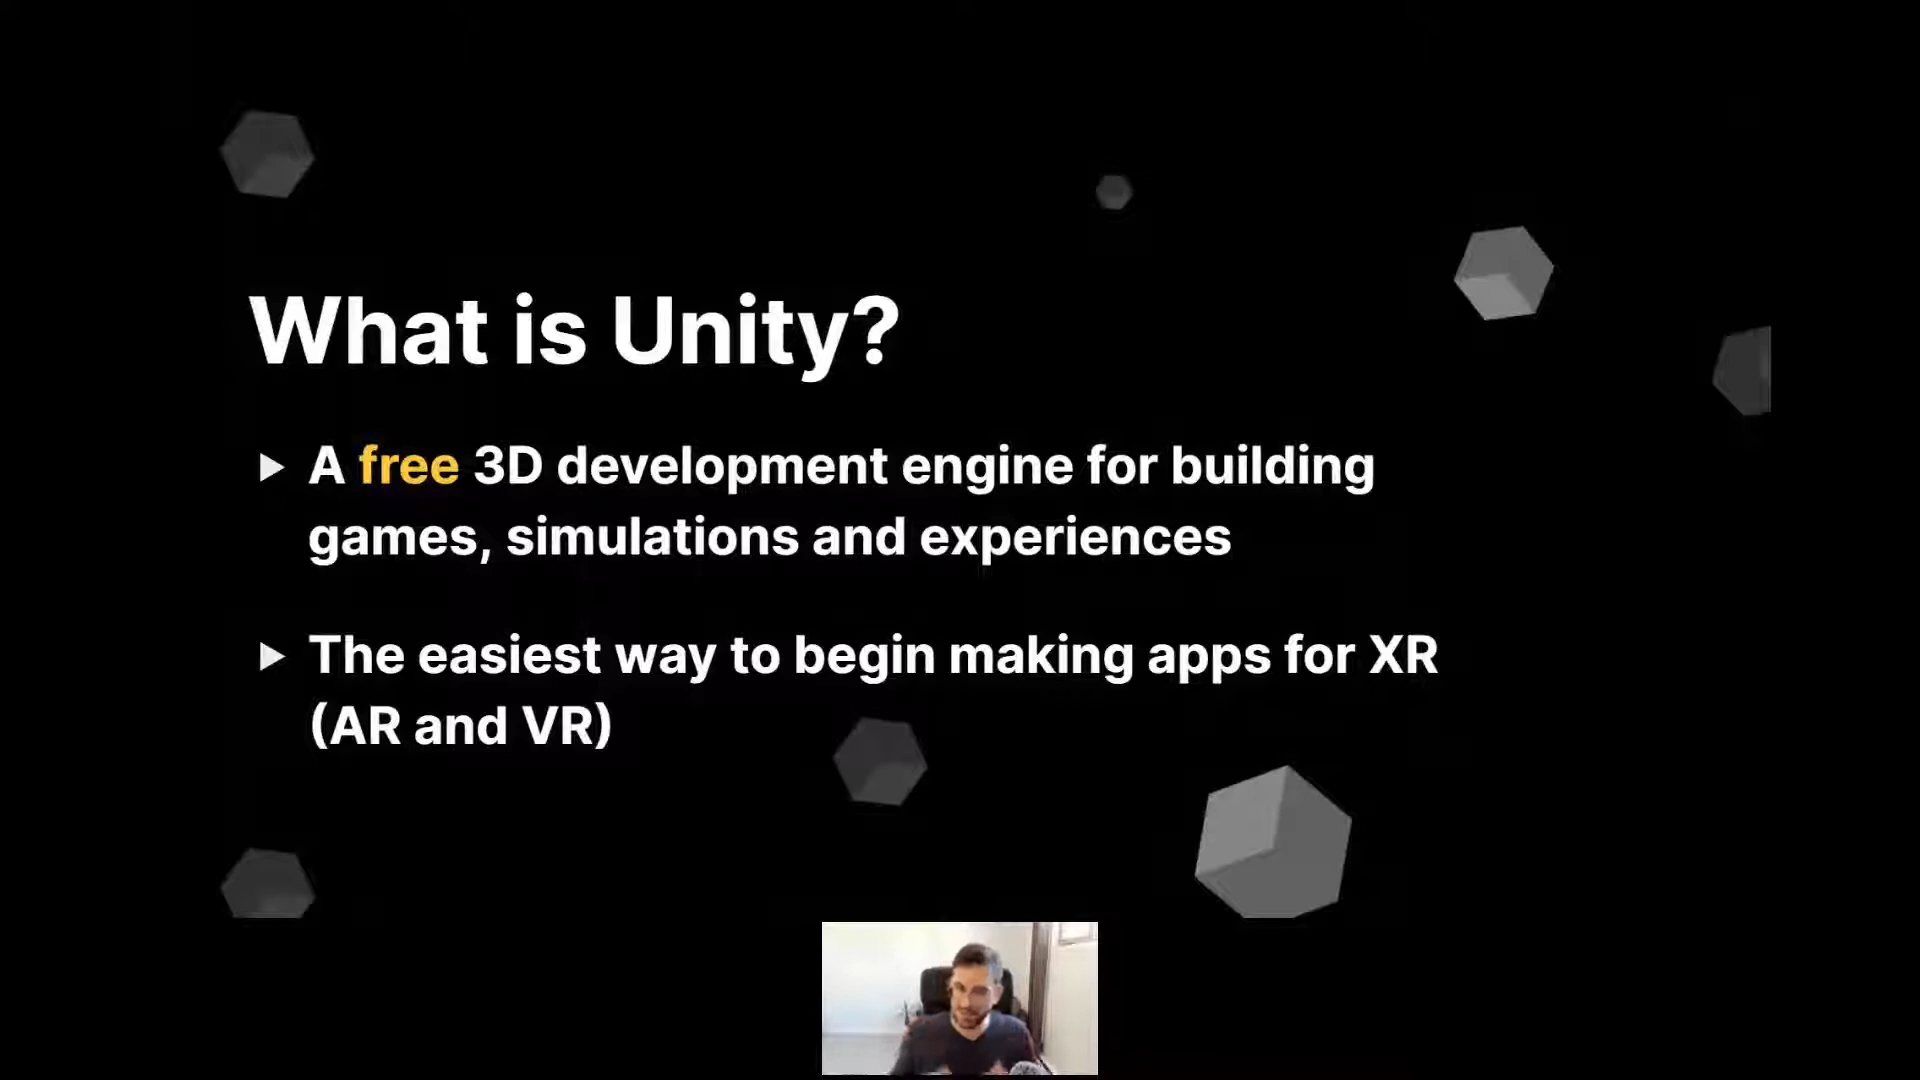 What is Unity?
A free 3D development engine for building
games, simulations and experiences
The easiest way to begin making apps for XR
(AR and VR)